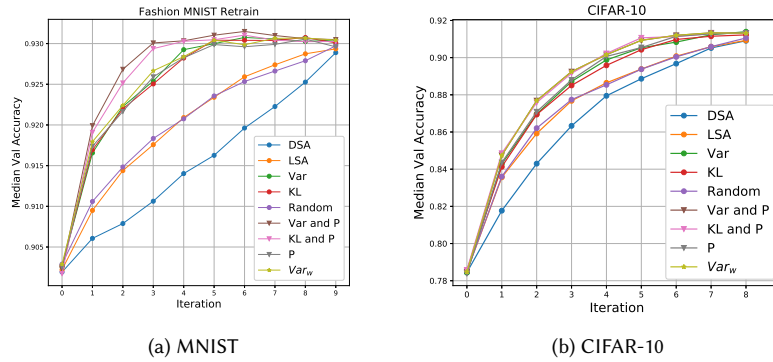 Fashion MNIST Retrain
Median Val Accuracy
0.930
0.925
0.920
0.915
0.910
0.905
DSA
LSA
Var
KL
Random
Var and P
KL and P
P
Var_w
0 1 2 3 4 5 6 7 8 9
Iteration
(a) MNIST
CIFAR-10
Median Val Accuracy
0.92
0.90
0.88
0.86
0.84
0.82
0.80
0.78
DSA
LSA
Var
KL
Random
Var and P
KL and P
P
Var_w
0 1 2 3 4 5 6 7 8
Iteration
(b) CIFAR-10